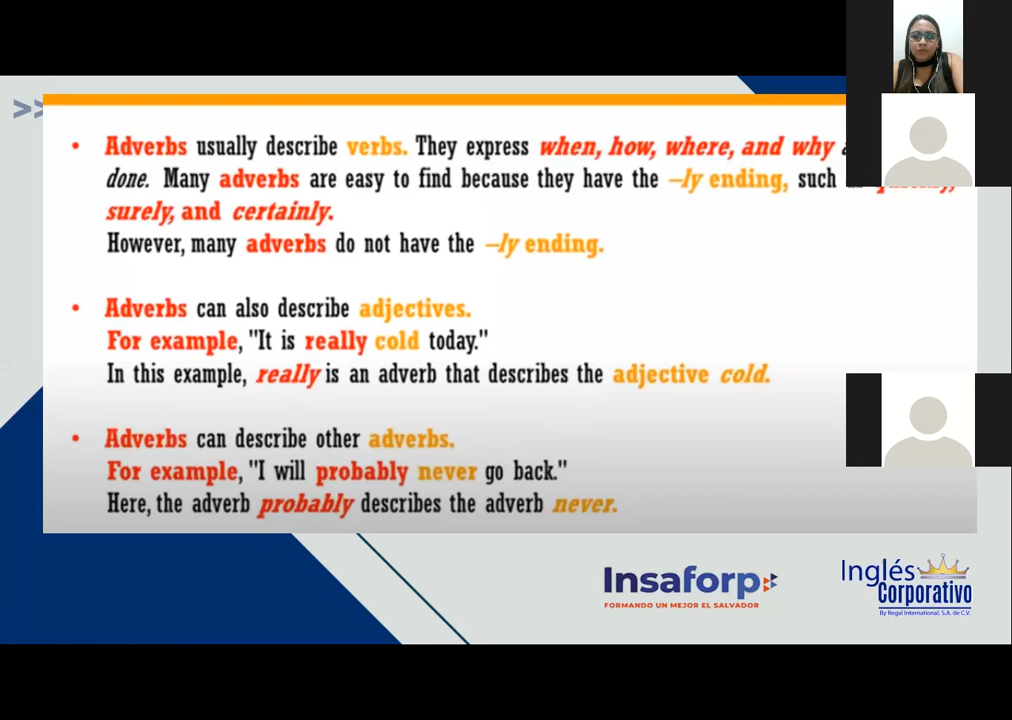 >>
• Adverbs usually describe verbs. They express when, how, where, and why
done. Many adverbs are easy to find because they have the –ly ending, such
surely, and certainly.
However, many adverbs do not have the –ly ending.
• Adverbs can also describe adjectives.
For example, "It is really cold today."
In this example, really is an adverb that describes the adjective cold.
• Adverbs can describe other adverbs.
For example, "I will probably never go back."
Here, the adverb probably describes the adverb never.
Insaforp
FORMANDO UN MEJOR EL SALVADOR
Inglés
Corporativo
By Regal International, S.A. de C.V.